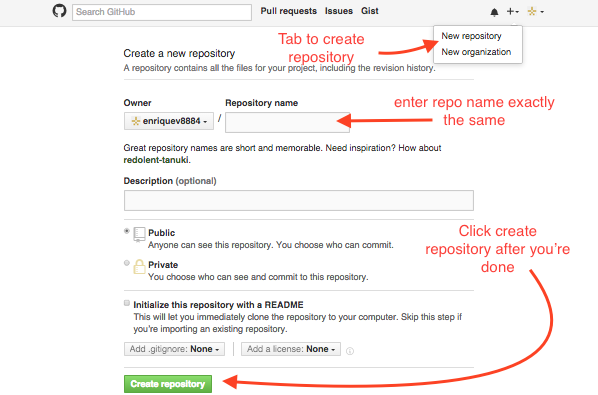 Search GitHub
Pull requests Issues Gist
Tab to create
repository
New repository
New organization
Create a new repository
A repository contains all the files for your project, including the revision history.
Owner Repository name
enriquev8884 /
enter repo name exactly
the same
Great repository names are short and memorable. Need inspiration? How about
redolent-tanuki.
Description (optional)
Public
Anyone can see this repository. You choose who can commit.
Private
You choose who can see and commit to this repository.
Click create
repository after you're
done
Initialize this repository with a README
This will let you immediately clone the repository to your computer. Skip this step if
you're importing an existing repository.
Add .gitignore: None Add a license: None
Create repository